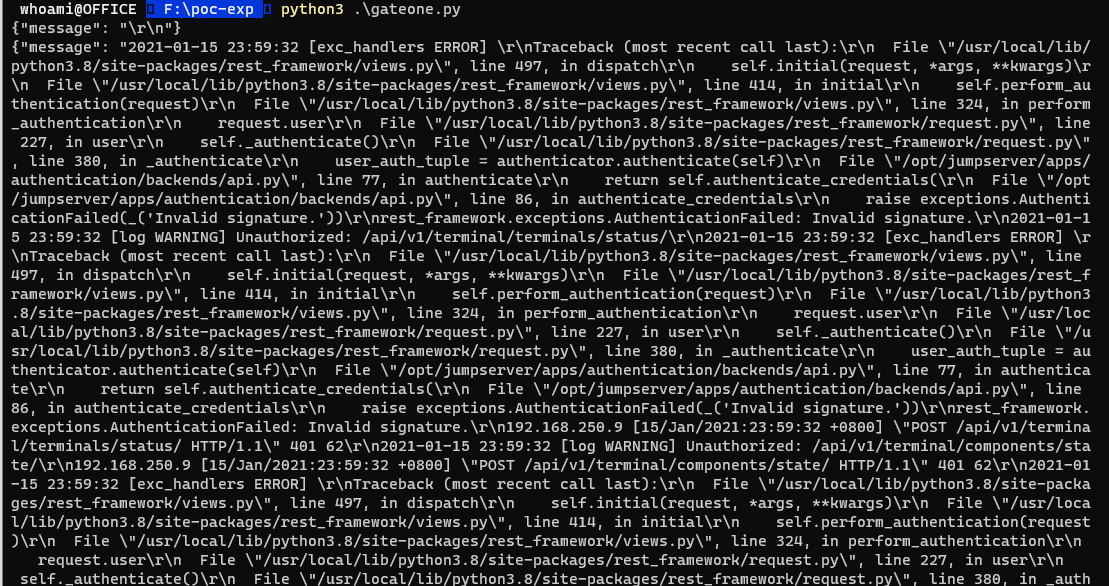 whoami@OFFICE  F:\poc-exp  python3 .\gateone.py
{"message": "\r\n"}
{"message": "2021-01-15 23:59:32 [exc_handlers ERROR] \r\nTraceback (most recent call last):\r\n  File \"/usr/local/lib/
python3.8/site-packages/rest_framework/views.py\", line 497, in dispatch\r\n    self.initial(request, *args, **kwargs)\r
\n  File \"/usr/local/lib/python3.8/site-packages/rest_framework/views.py\", line 414, in initial\r\n    self.perform_au
thentication(request)\r\n  File \"/usr/local/lib/python3.8/site-packages/rest_framework/views.py\", line 324, in perform
_authentication\r\n    request.user\r\n  File \"/usr/local/lib/python3.8/site-packages/rest_framework/request.py\", line
 227, in user\r\n    self._authenticate()\r\n  File \"/usr/local/lib/python3.8/site-packages/rest_framework/request.py\"
, line 380, in _authenticate\r\n    user_auth_tuple = authenticator.authenticate(self)\r\n  File \"/opt/jumpserver/apps/
authentication/backends/api.py\", line 77, in authenticate\r\n    return self.authenticate_credentials(\r\n  File \"/opt
/jumpserver/apps/authentication/backends/api.py\", line 86, in authenticate_credentials\r\n    raise exceptions.Authenti
cationFailed(_('Invalid signature.'))\r\nrest_framework.exceptions.AuthenticationFailed: Invalid signature.\r\n2021-01-1
5 23:59:32 [log WARNING] Unauthorized: /api/v1/terminal/terminals/status/\r\n2021-01-15 23:59:32 [exc_handlers ERROR] \r
\nTraceback (most recent call last):\r\n  File \"/usr/local/lib/python3.8/site-packages/rest_framework/views.py\", line
497, in dispatch\r\n    self.initial(request, *args, **kwargs)\r\n  File \"/usr/local/lib/python3.8/site-packages/rest_f
ramework/views.py\", line 414, in initial\r\n    self.perform_authentication(request)\r\n  File \"/usr/local/lib/python3
.8/site-packages/rest_framework/views.py\", line 324, in perform_authentication\r\n    request.user\r\n  File \"/usr/loc
al/lib/python3.8/site-packages/rest_framework/request.py\", line 227, in user\r\n    self._authenticate()\r\n  File \"/u
sr/local/lib/python3.8/site-packages/rest_framework/request.py\", line 380, in _authenticate\r\n    user_auth_tuple = au
thenticator.authenticate(self)\r\n  File \"/opt/jumpserver/apps/authentication/backends/api.py\", line 77, in authentica
te\r\n    return self.authenticate_credentials(\r\n  File \"/opt/jumpserver/apps/authentication/backends/api.py\", line
86, in authenticate_credentials\r\n    raise exceptions.AuthenticationFailed(_('Invalid signature.'))\r\nrest_framework.
exceptions.AuthenticationFailed: Invalid signature.\r\n192.168.250.9 [15/Jan/2021:23:59:32 +0800] \"POST /api/v1/termina
l/terminals/status/ HTTP/1.1\" 401 62\r\n2021-01-15 23:59:32 [log WARNING] Unauthorized: /api/v1/terminal/components/sta
te/\r\n192.168.250.9 [15/Jan/2021:23:59:32 +0800] \"POST /api/v1/terminal/components/state/ HTTP/1.1\" 401 62\r\n2021-01
-15 23:59:32 [exc_handlers ERROR] \r\nTraceback (most recent call last):\r\n  File \"/usr/local/lib/python3.8/site-packa
ges/rest_framework/views.py\", line 497, in dispatch\r\n    self.initial(request, *args, **kwargs)\r\n  File \"/usr/loca
l/lib/python3.8/site-packages/rest_framework/views.py\", line 414, in initial\r\n    self.perform_authentication(request
)\r\n  File \"/usr/local/lib/python3.8/site-packages/rest_framework/views.py\", line 324, in perform_authentication\r\n
   request.user\r\n  File \"/usr/local/lib/python3.8/site-packages/rest_framework/request.py\", line 227, in user\r\n
 self._authenticate()\r\n  File \"/usr/local/lib/python3.8/site-packages/rest_framework/request.py\", line 380, in _auth